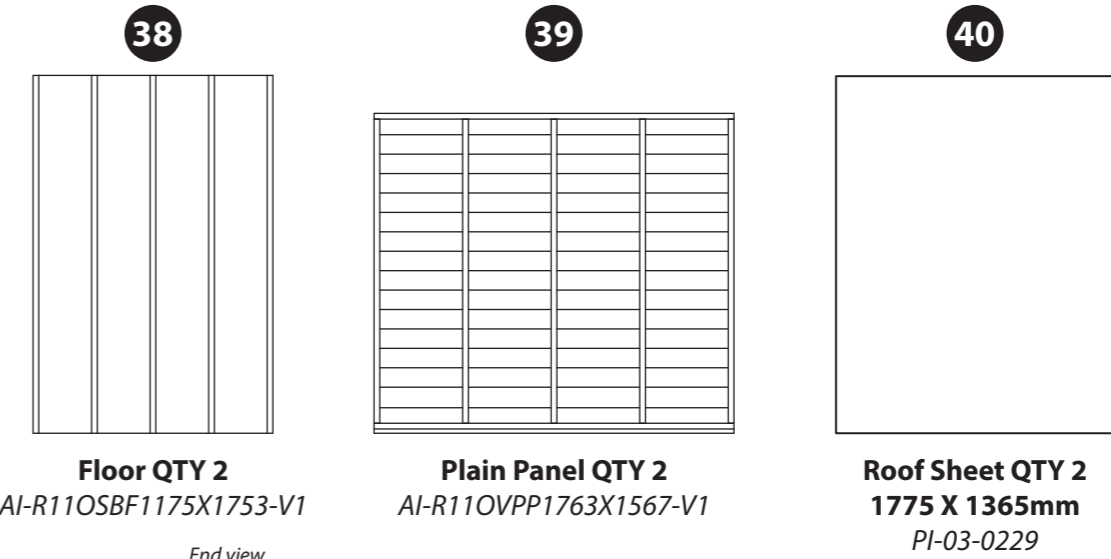 38
39
40
Floor QTY 2
AI-R11OSBF1175X1753-V1
Plain Panel QTY 2
AI-R11OVPP1763X1567-V1
Roof Sheet QTY 2
1775 X 1365mm
PI-03-0229
End view